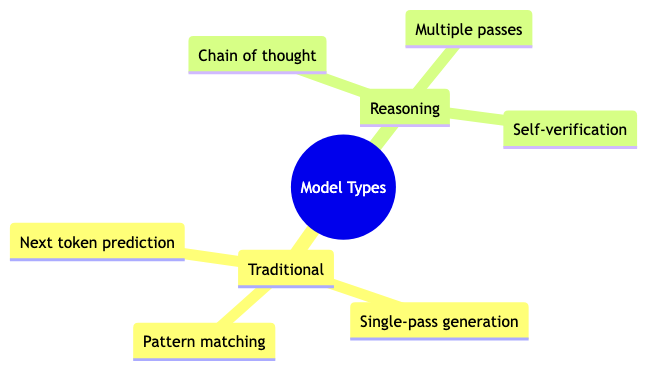 Multiple passes
Chain of thought
Reasoning
Self-verification
Model Types
Next token prediction
Traditional
Single-pass generation
Pattern matching